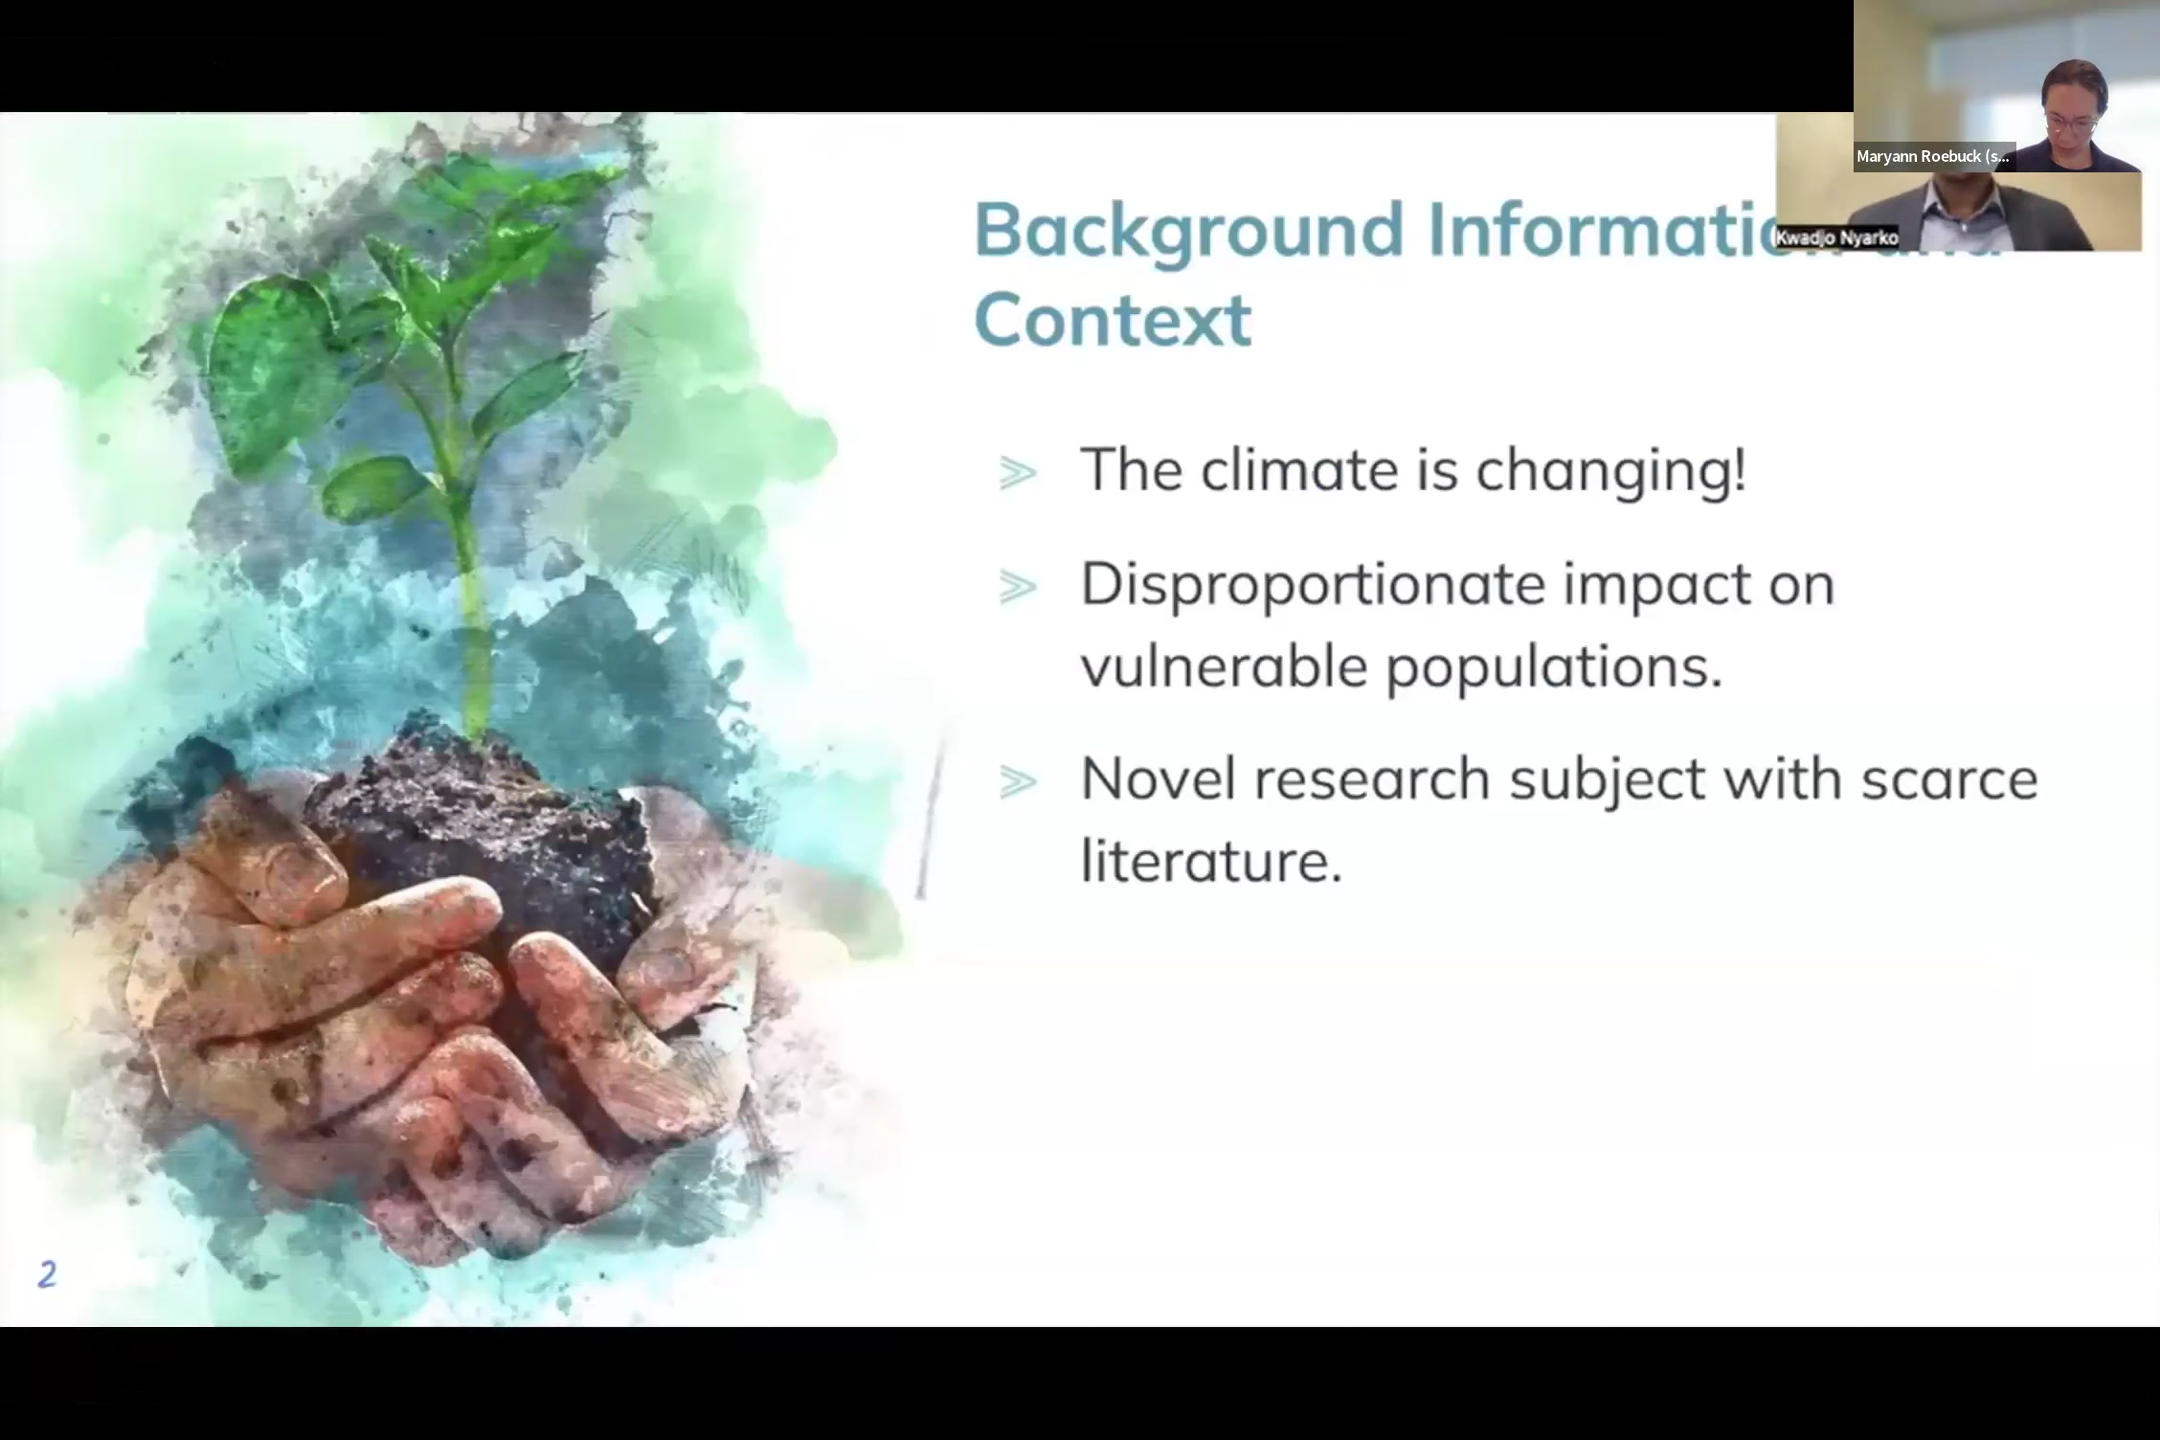 Maryann Roebuck (s...
Kwadjo Nyarko
Background Informatio and
Context
The climate is changing!
Disproportionate impact on
vulnerable populations.
Novel research subject with scarce
literature.
2